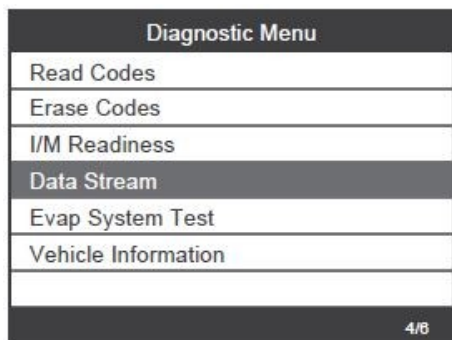 Diagnostic Menu
Read Codes
Erase Codes
I/M Readiness
Data Stream
Evap System Test
Vehicle Information
4/6